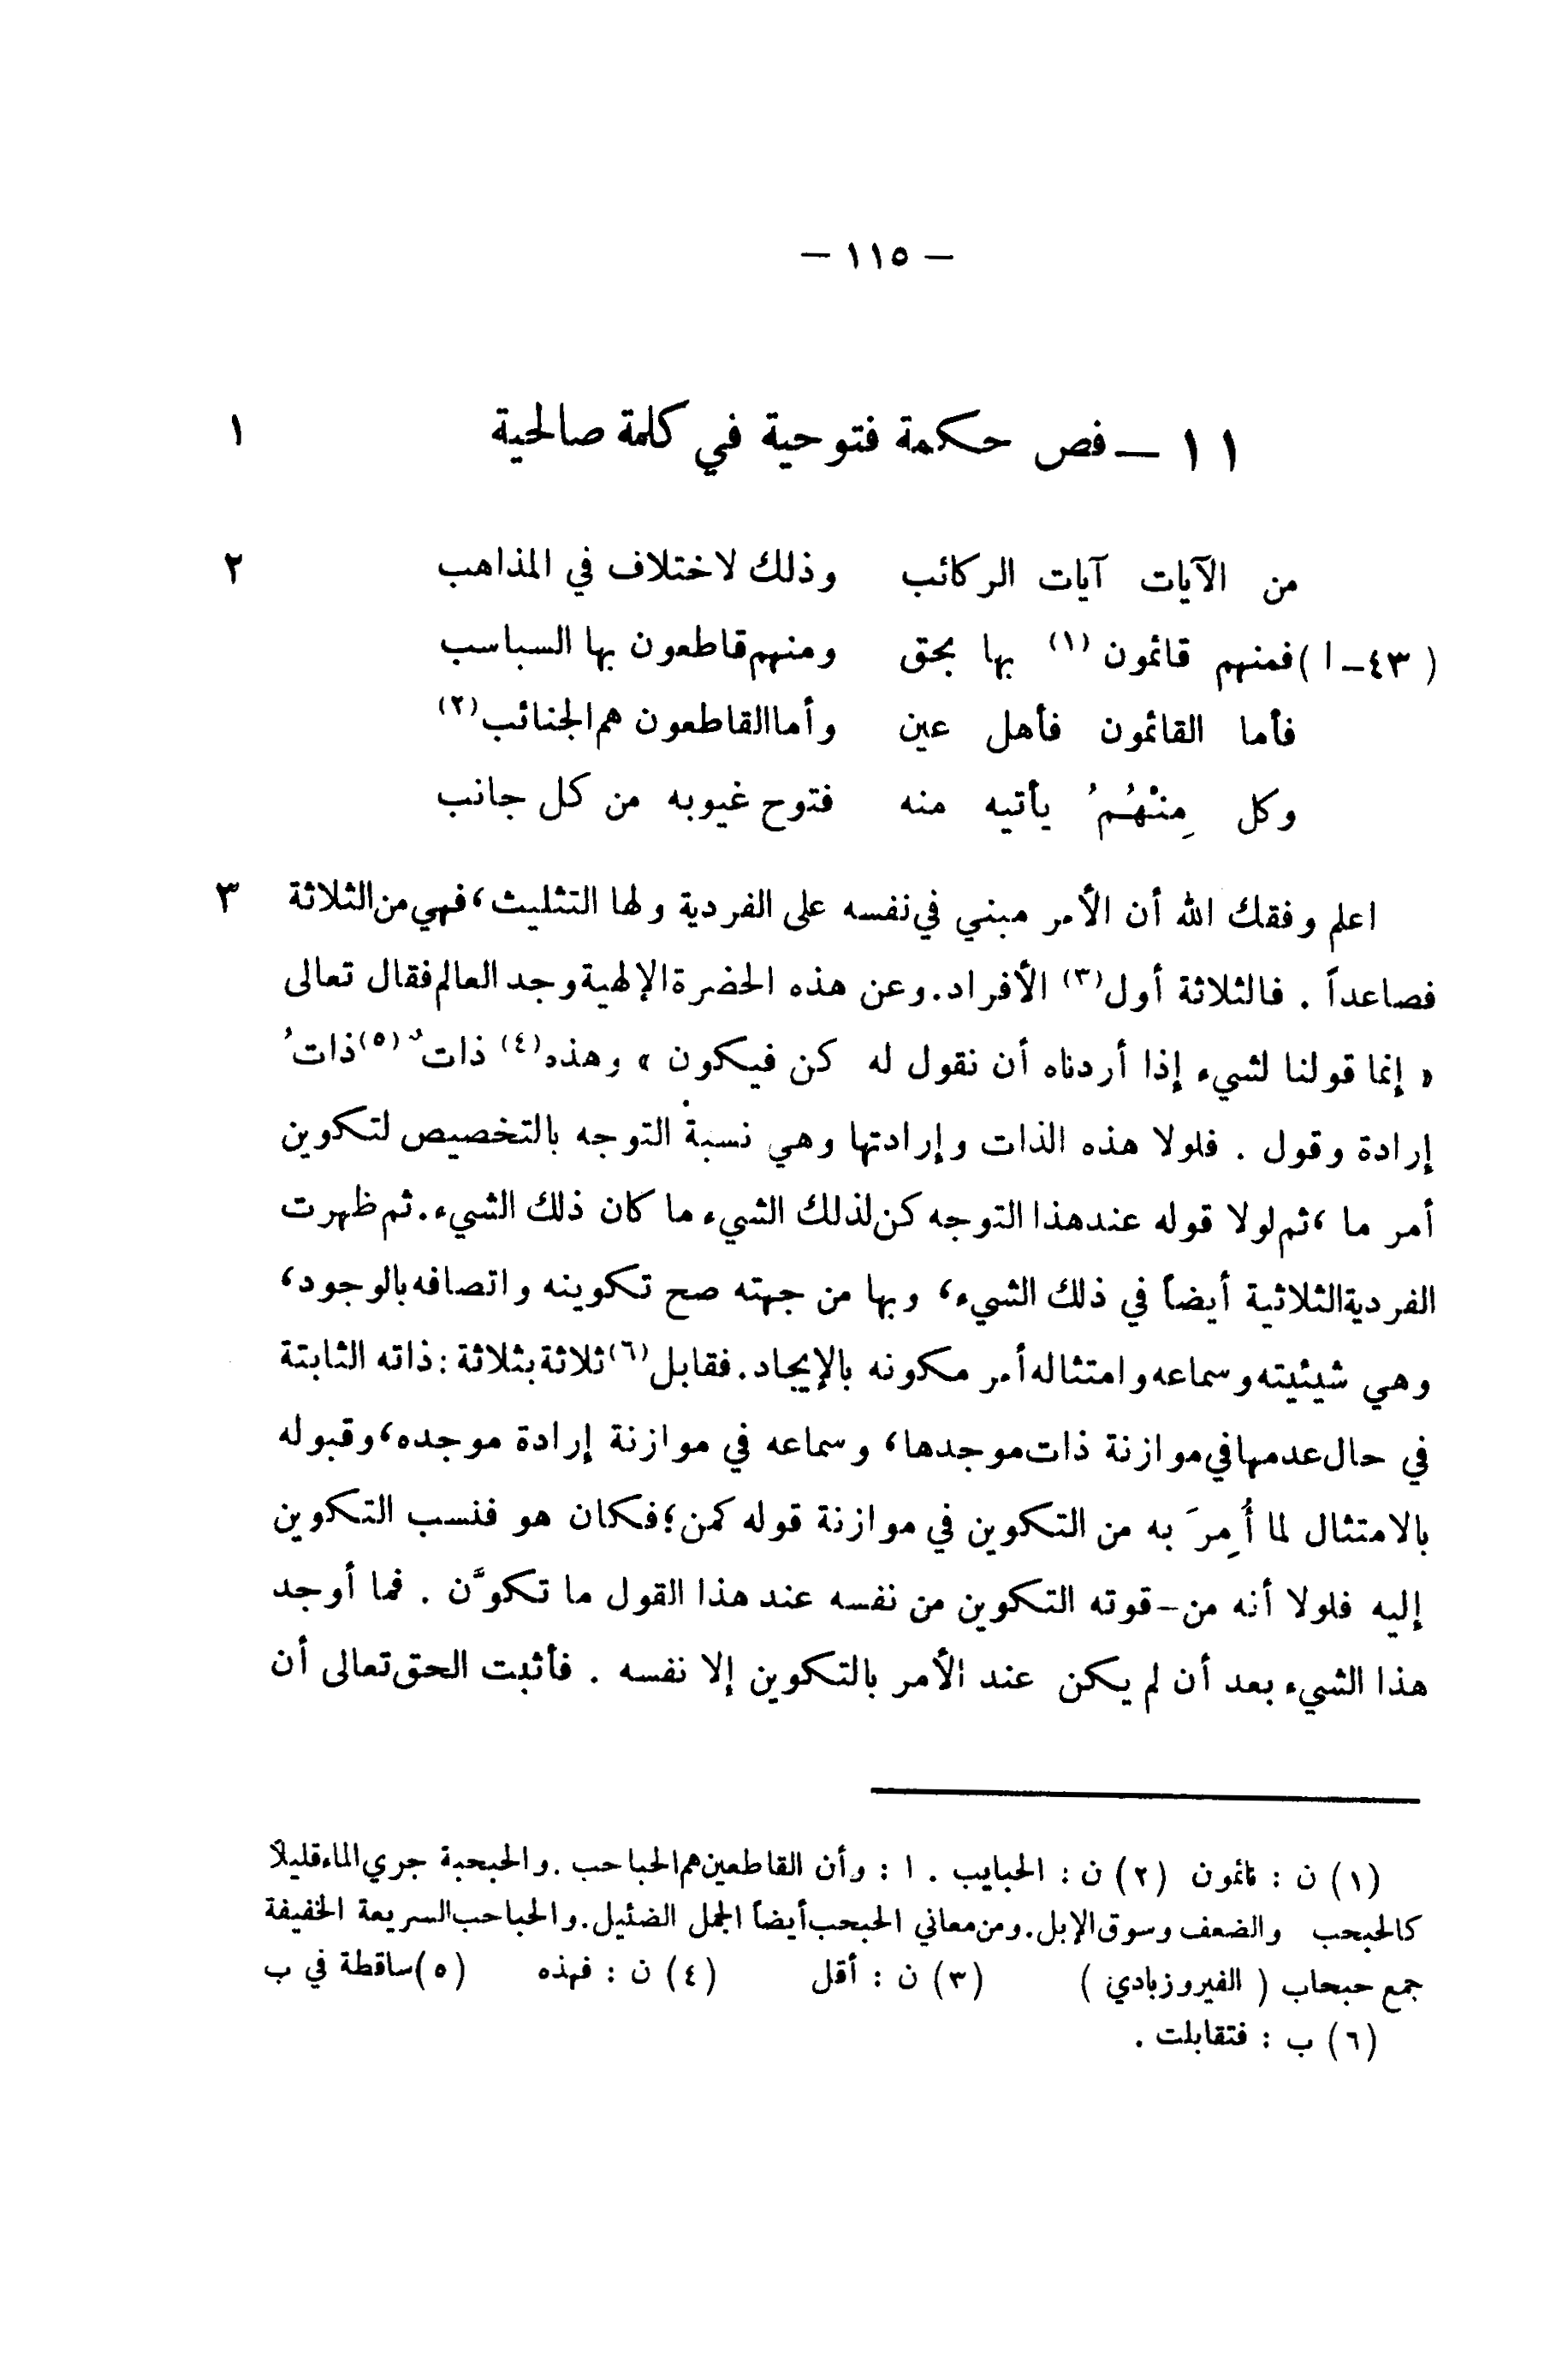 — ١١٥ —
١١ — فص حكمة فتوحية في كلمة صالحية ١
من الآيات آيات الركائب وذلك لاختلاف في المذاهب ٢
(٤٣-ا) فمنهم قائمون (١) بها بحق ومنهم قاطعون بها السباسب
فأما القائمون فأهل عين وأما القاطعون هم الجنائب (٢)
وكل مِنْهُمُ يأتيه منه فتوح غيوبه من كل جانب
اعلم وفقك الله أن الأمر مبني في نفسه على الفردية ولها التثليث، فهي من الثلاثة ٣
فصاعداً . فالثلاثة أول (٣) الأفراد. وعن هذه الحضرة الإلهية وجد العالم فقال تعالى
« إنما قولنا لشيء إذا أردناه أن نقول له كن فيكون » وهذه (٤) ذاتٌ (٥) ذاتُ
إرادة وقول . فلولا هذه الذات وإرادتها وهي نسبة التوجه بالتخصيص لتكوين
أمر ما ، ثم لولا قوله عند هذا التوجه كن لذلك الشيء ما كان ذلك الشيء. ثم ظهرت
الفردية الثلاثية أيضاً في ذلك الشيء، وبها من جهته صح تكوينه واتصافه بالوجود،
وهي شيئيته وسماعه وامتثاله أمر مكونه بالإيجاد. فقابل (٦) ثلاثة بثلاثة : ذاته الثابتة
في حال عدمها في موازنة ذات موجدها، وسماعه في موازنة إرادة موجده، وقبوله
بالامتثال لما أُمِرَ به من التكوين في موازنة قوله كمن؛ فكان هو فنسب التكوين
إليه فلولا أنه من-قوته التكوين من نفسه عند هذا القول ما تكوَّن . فما أوجد
هذا الشيء بعد أن لم يكن عند الأمر بالتكوين إلا نفسه . فأثبت الحق تعالى أن
(١) ن : نائمون (٢) ن : الحبايب . ا : وأن القاطعين هم الحباحب . والحبحبة جري الماء قليلاً
كالحبحب والضعف وسوق الإبل. ومن معاني الحبحب أيضاً الجمل الضئيل. والحباحب السريعة الخفيفة
جمع حبحاب ( الفيروزبادي ) (٣) ن : أقل (٤) ن : فهذه (٥) ساقطة في ب
(٦) ب : فتقابلت .